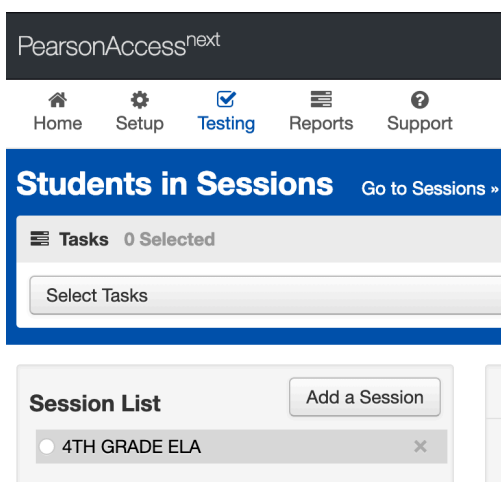 PearsonAccessnext
Home Setup Testing Reports Support
Students in Sessions Go to Sessions »
Tasks 0 Selected
Select Tasks
Session List Add a Session
4TH GRADE ELA ×